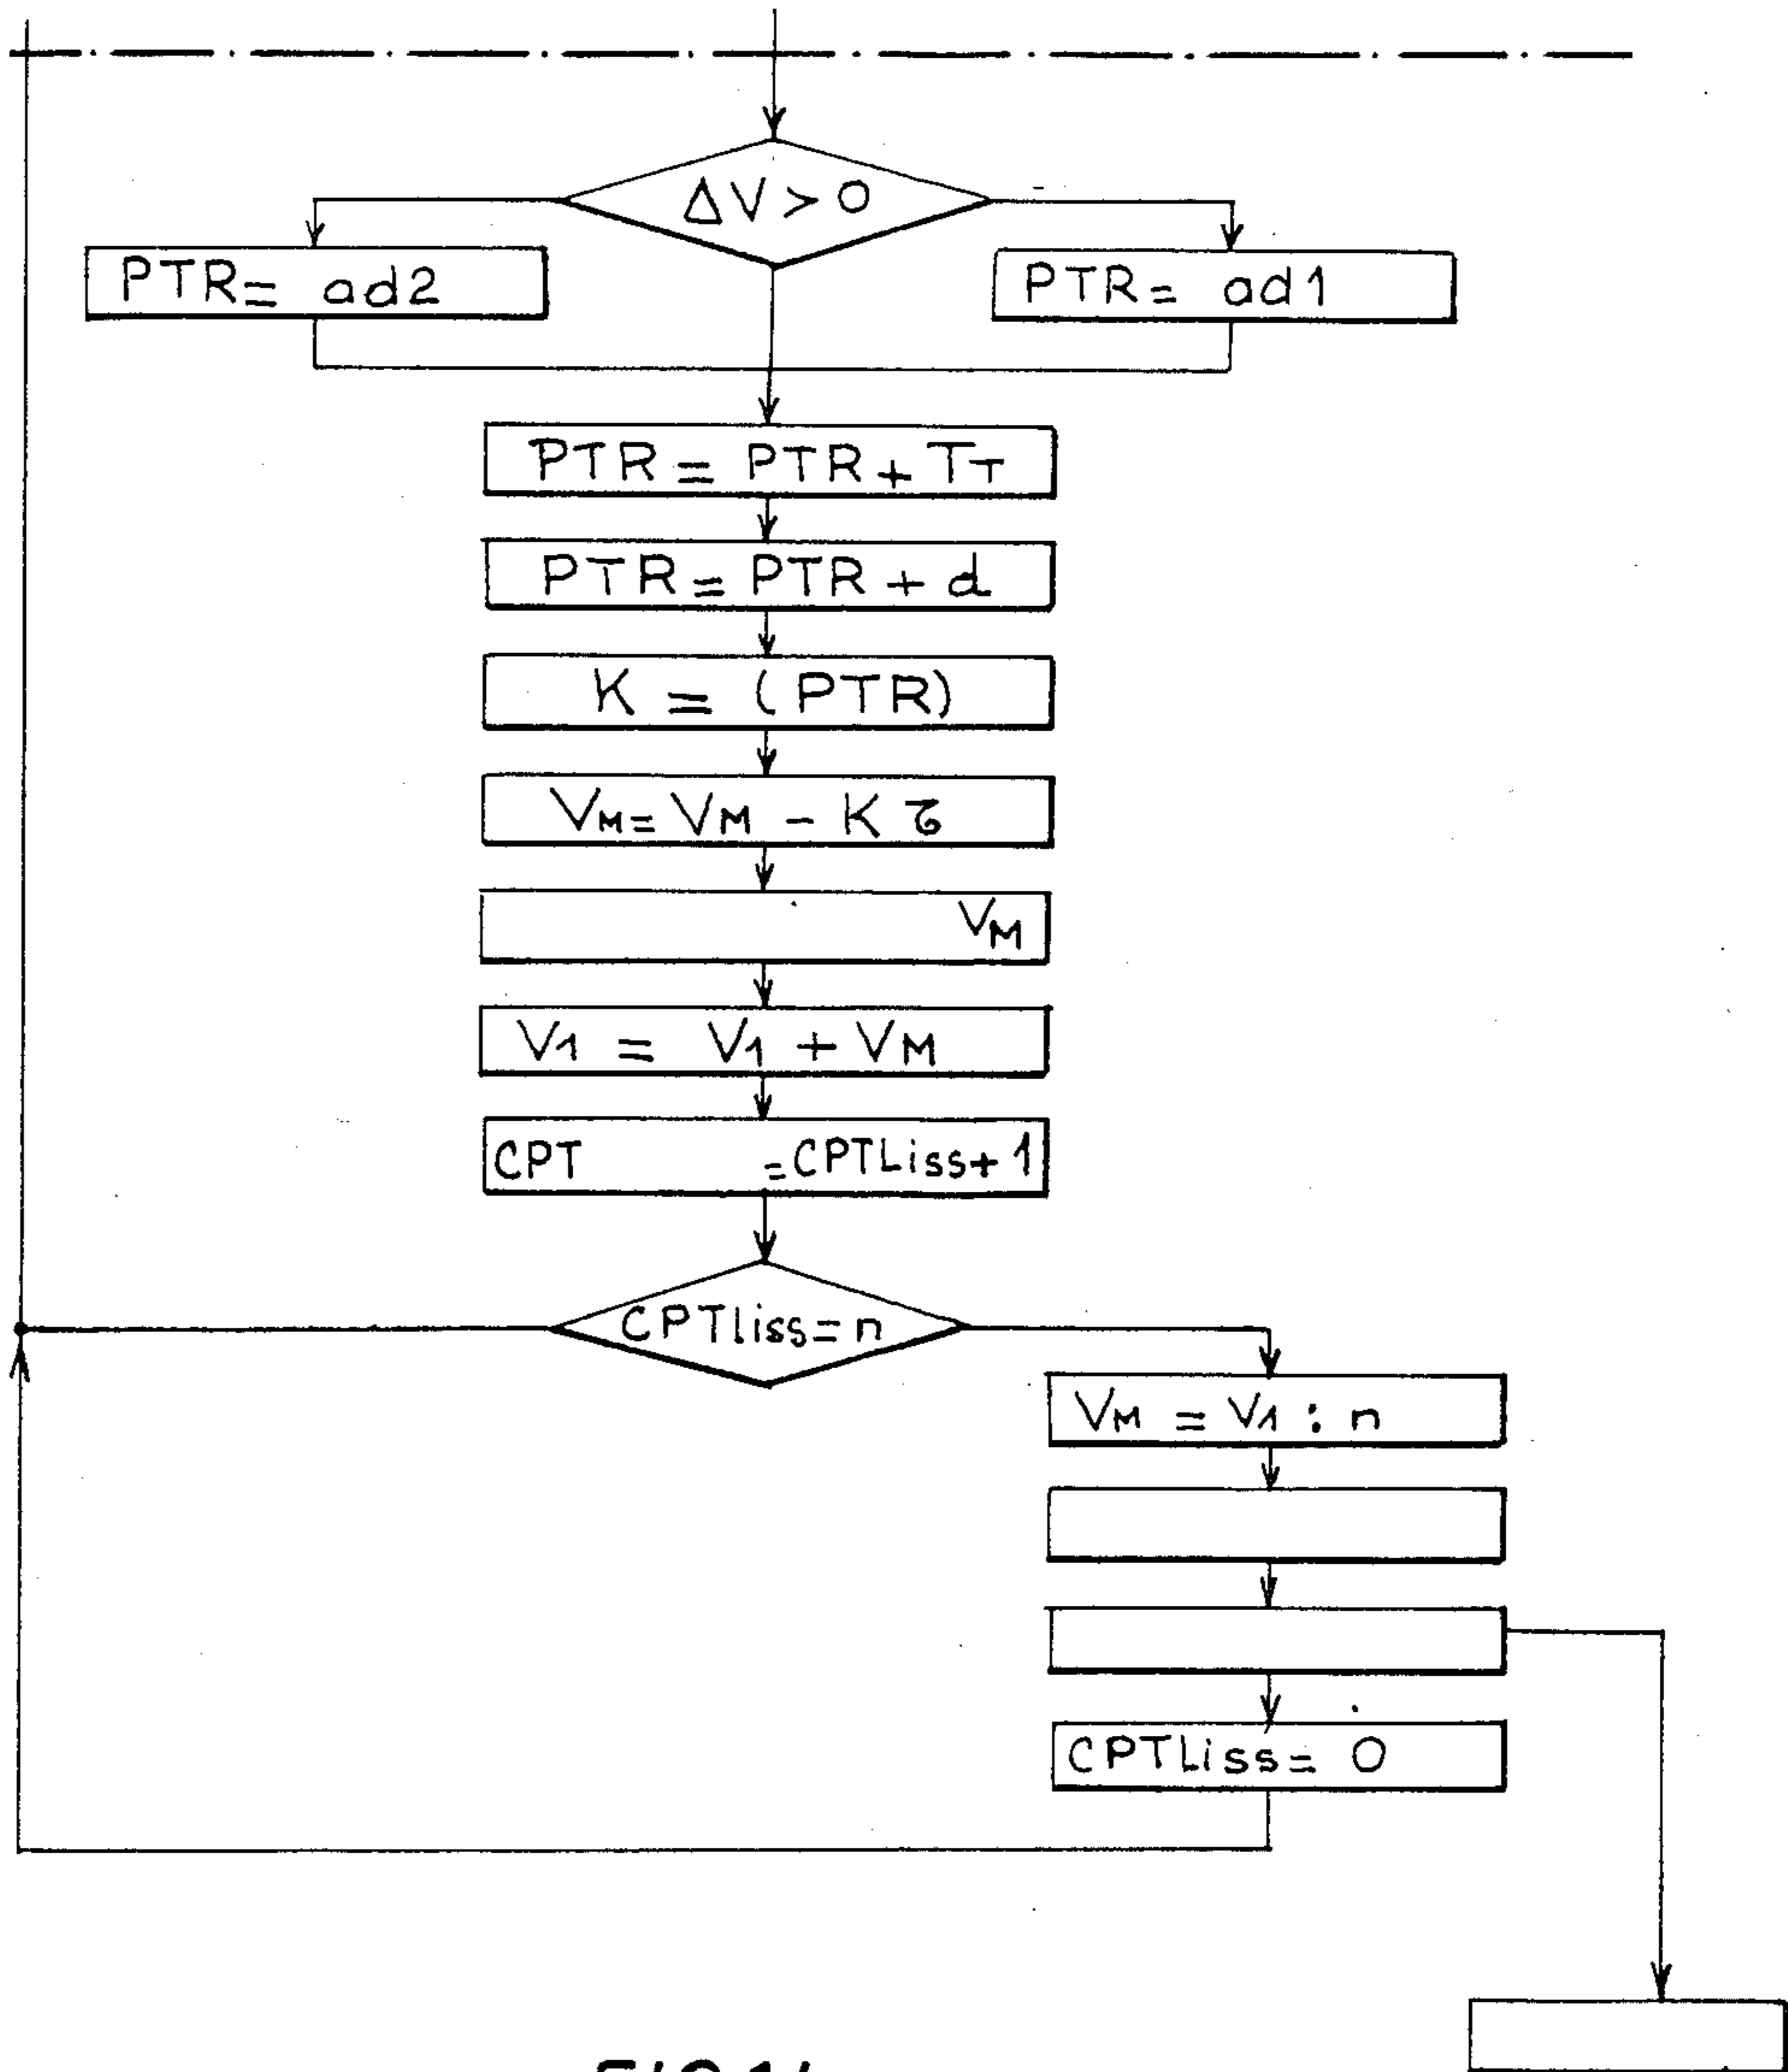 ΔV > 0
PTR = ad2
PTR = ad1
PTR = PTR + TT
PTR = PTR + d
K = (PTR)
VM = VM - K τ
VM
V1 = V1 + VM
CPT = CPTLiss + 1
CPTliss = n
VM = V1 : n
CPTLiss = 0